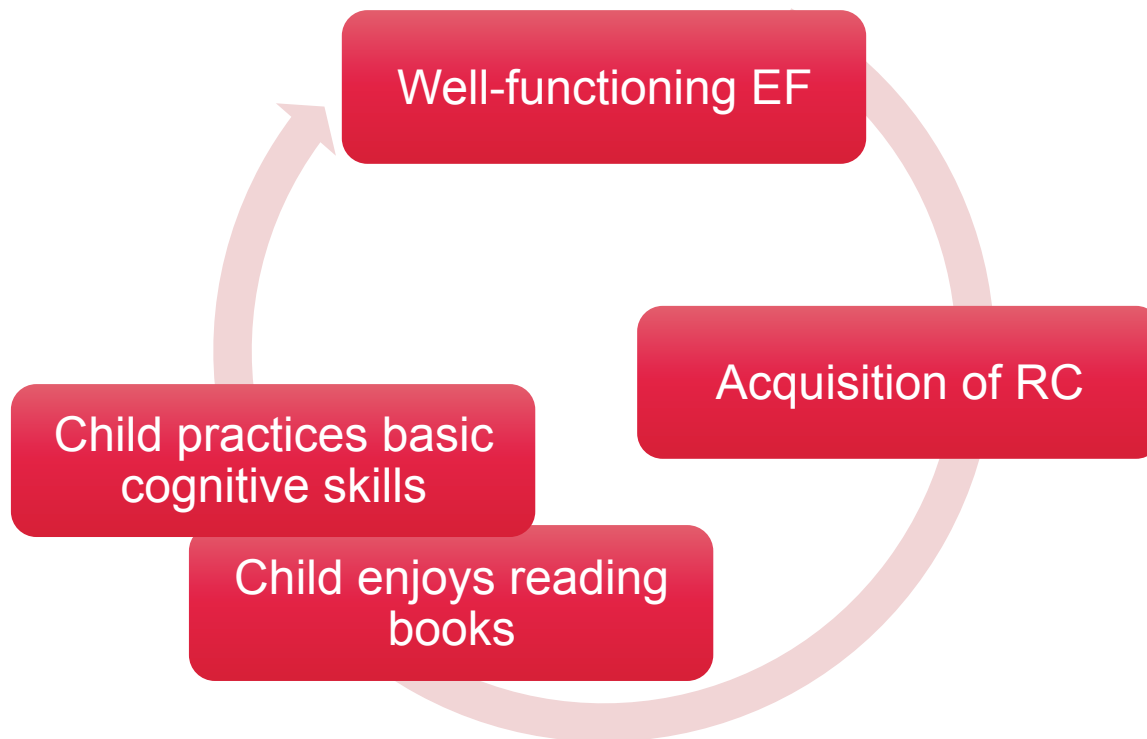 Well-functioning EF
Acquisition of RC
Child practices basic
cognitive skills
Child enjoys reading
books